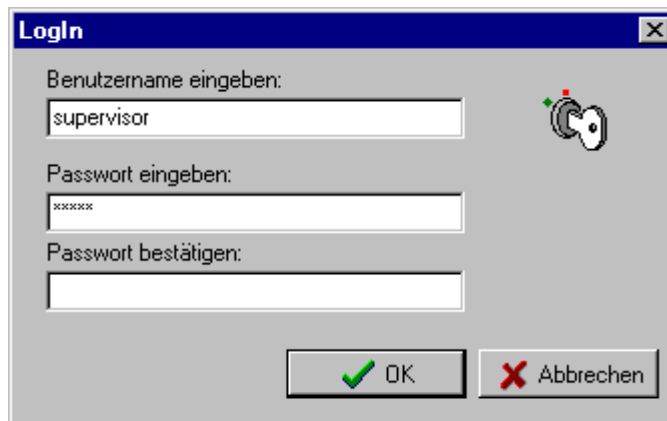 LogIn
Benutzername eingeben:
supervisor
Passwort eingeben:
*****
Passwort bestätigen:
OK Abbrechen